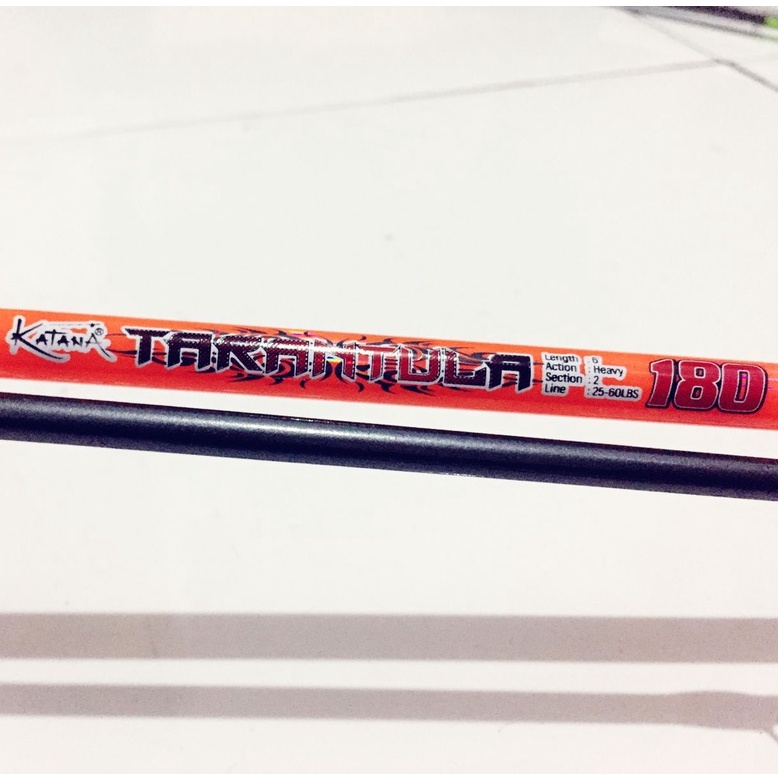 KATANA®
TARANTULA
Length : 6
Action : Heavy
Section : 2
Line : 25-60LBS
180